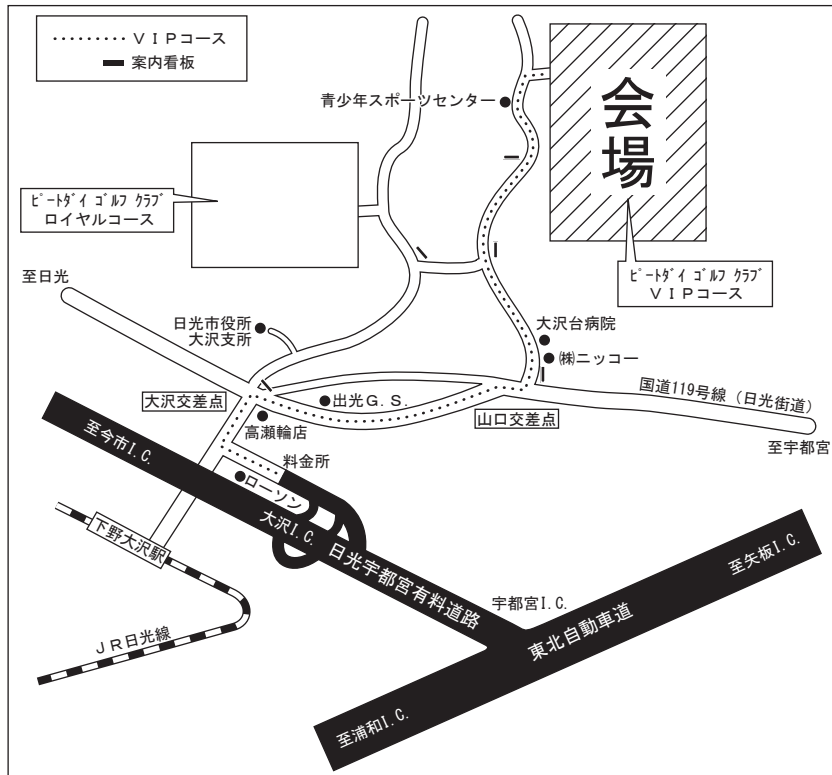 ＶＩＰコース
案内看板
青少年スポーツセンター
会場
ﾋﾟｰﾄﾀﾞｲ ｺﾞﾙﾌ ｸﾗﾌﾞ
ロイヤルコース
ﾋﾟｰﾄﾀﾞｲ ｺﾞﾙﾌ ｸﾗﾌﾞ
ＶＩＰコース
至日光
日光市役所
大沢支所
大沢台病院
㈱ニッコー
大沢交差点
出光Ｇ.Ｓ.
山口交差点
国道119号線（日光街道）
至宇都宮
高瀬輪店
料金所
至今市I.C.
ローソン
大沢I.C.
日光宇都宮有料道路
下野大沢駅
ＪＲ日光線
宇都宮I.C.
至矢板I.C.
東北自動車道
至浦和I.C.